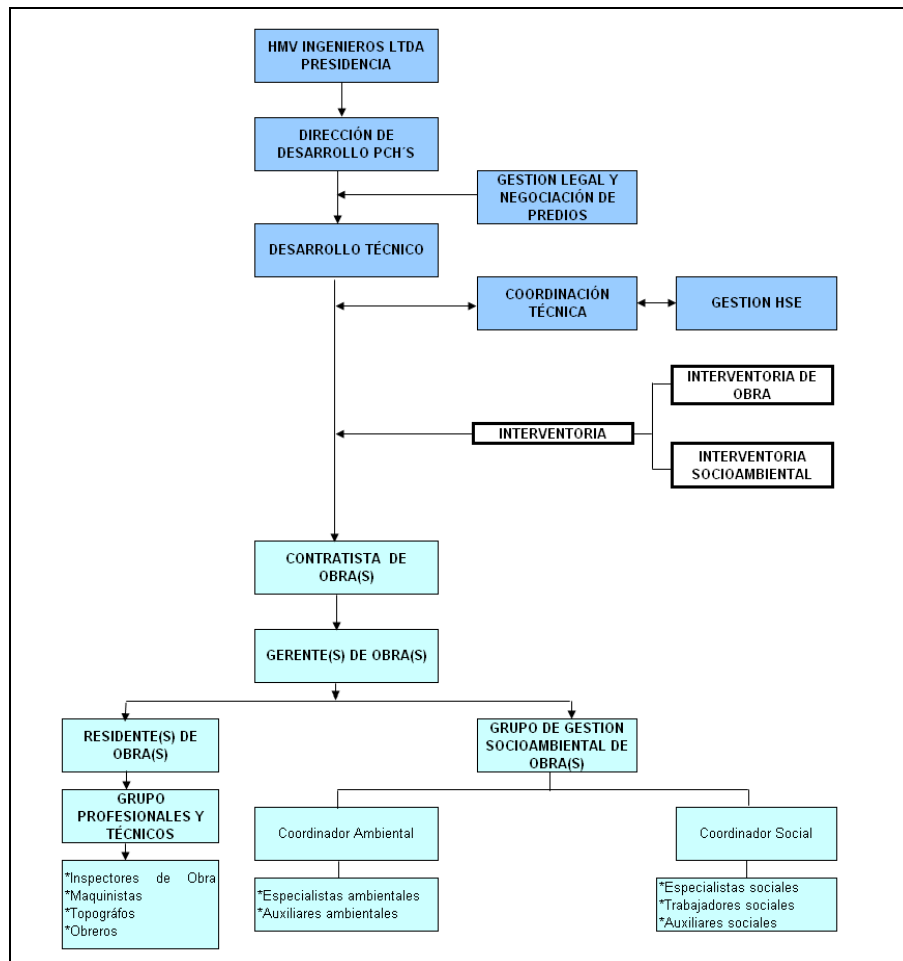 HMV INGENIEROS LTDA
PRESIDENCIA
DIRECCIÓN DE
DESARROLLO PCH´S
GESTION LEGAL Y
NEGOCIACIÓN DE
PREDIOS
DESARROLLO TÉCNICO
COORDINACIÓN
TÉCNICA
GESTION HSE
INTERVENTORIA DE
OBRA
INTERVENTORIA
INTERVENTORIA
SOCIOAMBIENTAL
CONTRATISTA DE
OBRA(S)
GERENTE(S) DE OBRA(S)
RESIDENTE(S) DE
OBRA(S)
GRUPO DE GESTION
SOCIOAMBIENTAL DE
OBRA(S)
GRUPO
PROFESIONALES Y
TÉCNICOS
Coordinador Ambiental
Coordinador Social
*Inspectores de Obra
*Maquinistas
*Topográfos
*Obreros
*Especialistas ambientales
*Auxiliares ambientales
*Especialistas sociales
*Trabajadores sociales
*Auxiliares sociales